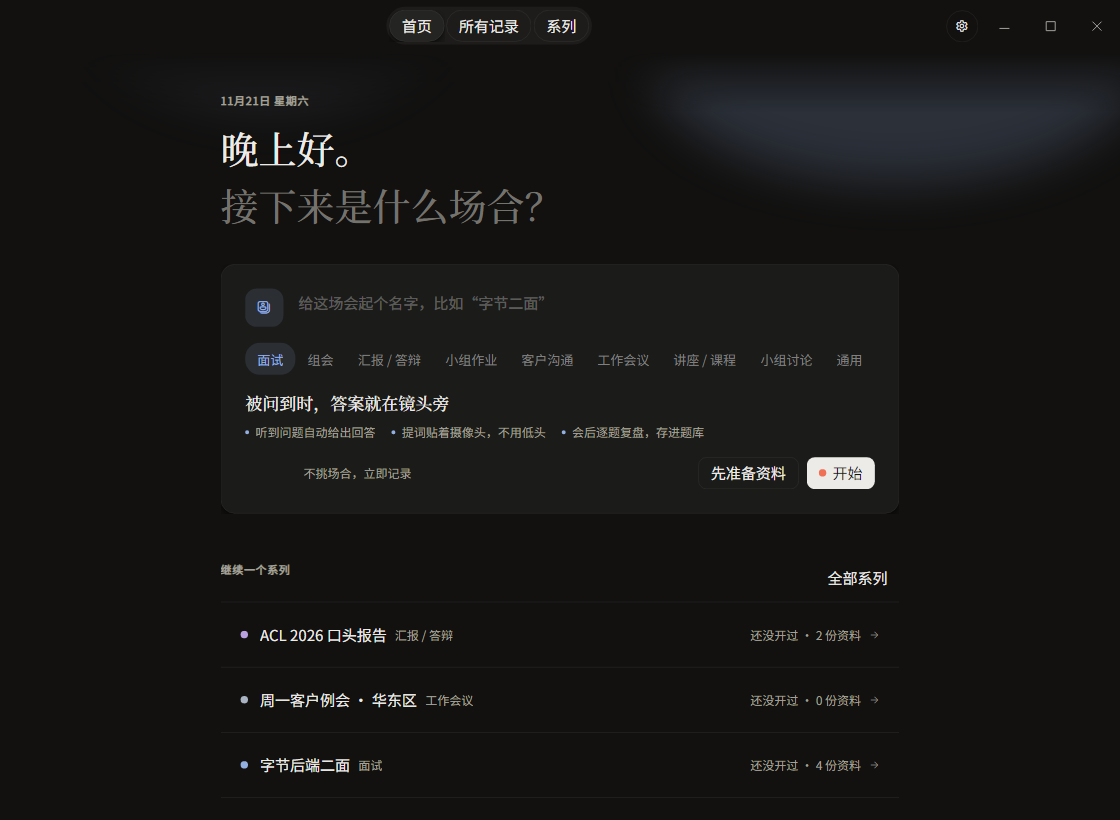 首页 所有记录 系列
11月21日 星期六
晚上好。
接下来是什么场合?
给这场会起个名字，比如“字节二面”
面试 组会 汇报 / 答辩 小组作业 客户沟通 工作会议 讲座 / 课程 小组讨论 通用
被问到时，答案就在镜头旁
• 听到问题自动给出回答 • 提词贴着摄像头，不用低头 • 会后逐题复盘，存进题库
不挑场合，立即记录 先准备资料 开始
继续一个系列 全部系列
ACL 2026 口头报告 汇报 / 答辩 还没开过 · 2 份资料 →
周一客户例会 · 华东区 工作会议 还没开过 · 0 份资料 →
字节后端二面 面试 还没开过 · 4 份资料 →